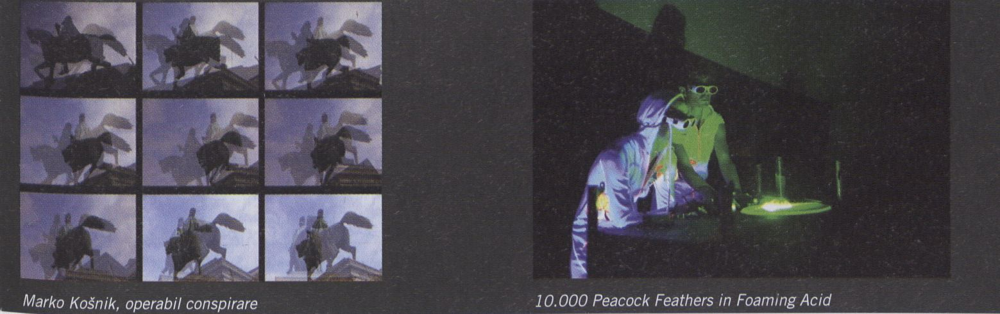 Marko Košnik, operabil conspirare
10.000 Peacock Feathers in Foaming Acid